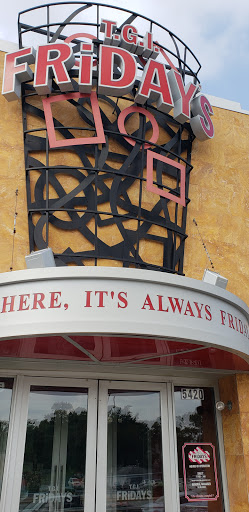 T.G.I.
FRiDAY'S
HERE, IT'S ALWAYS FRID
5420
T.G.I. T.G.I.
FRiDAYS FRiDAYS